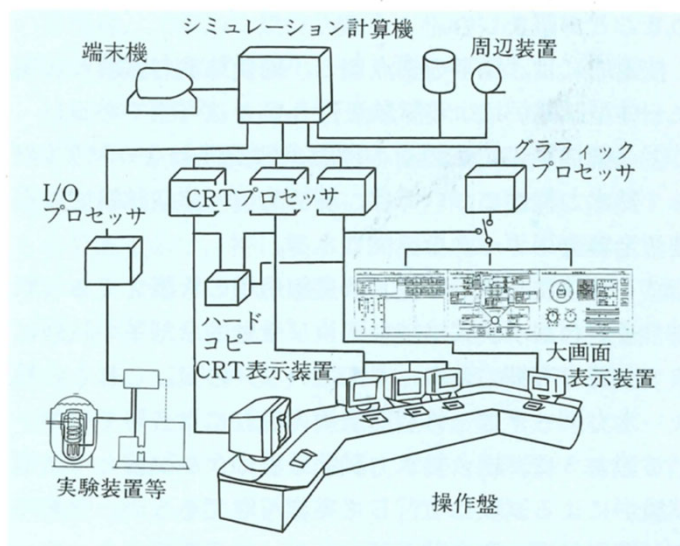 シミュレーション計算機
端末機
周辺装置
グラフィック
プロセッサ
I/O
プロセッサ
CRTプロセッサ
ハード
コピー
CRT表示装置
大画面
表示装置
実験装置等
操作盤